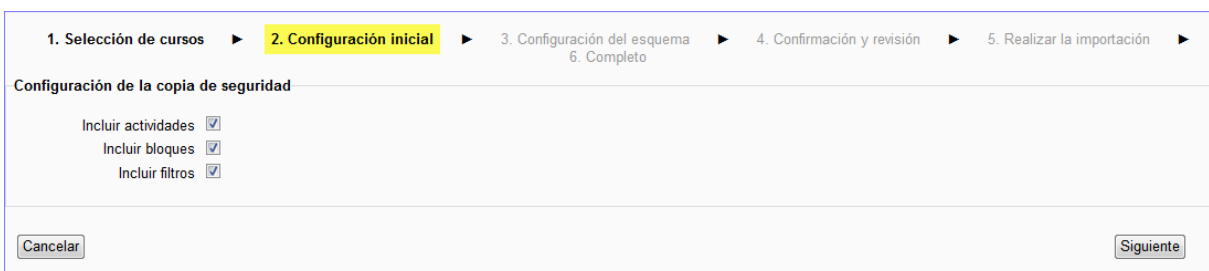 1. Selección de cursos ► 2. Configuración inicial ► 3. Configuración del esquema ► 4. Confirmación y revisión ► 5. Realizar la importación ►
6. Completo
Configuración de la copia de seguridad
Incluir actividades
Incluir bloques
Incluir filtros
Cancelar Siguiente